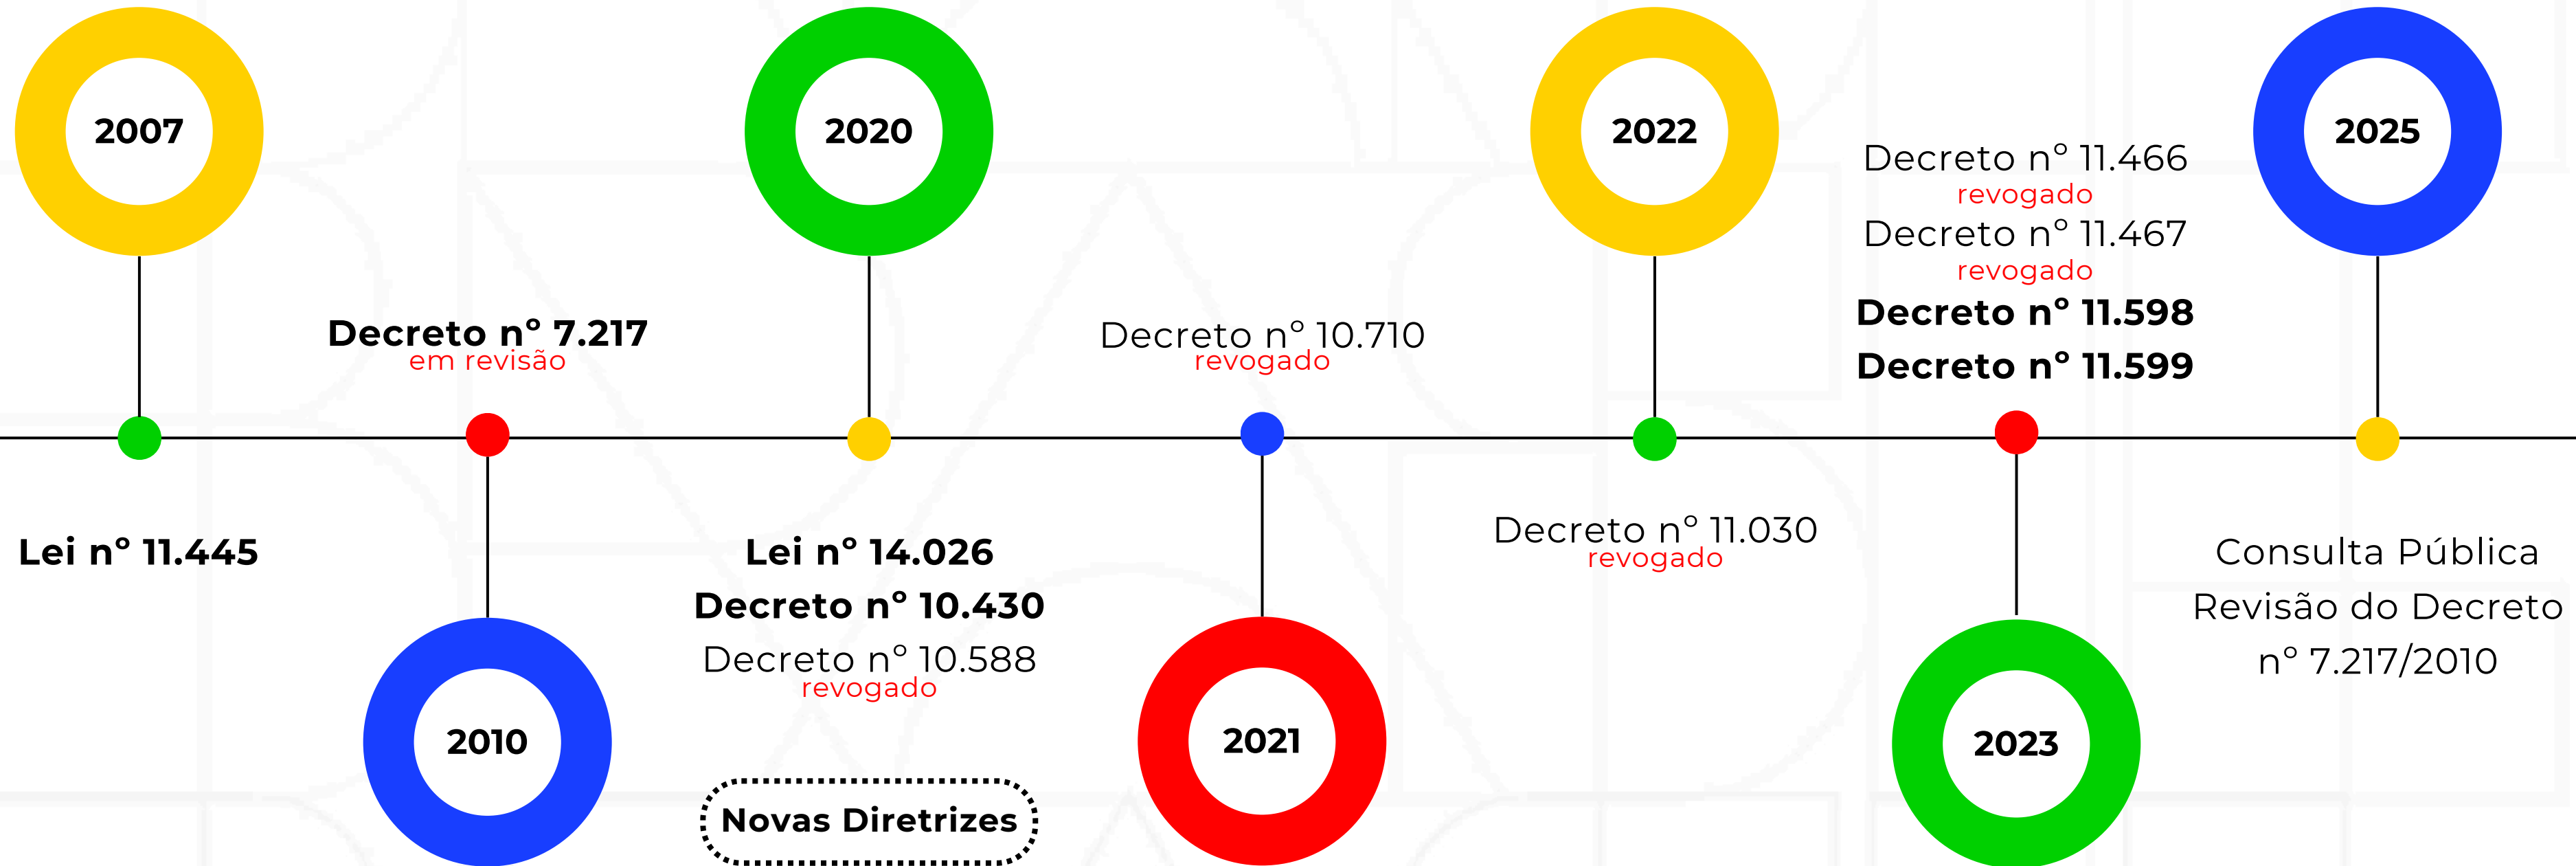 2007
Lei nº 11.445
Decreto nº 7.217
em revisão
2010
2020
Lei nº 14.026
Decreto nº 10.430
Decreto nº 10.588
revogado
Novas Diretrizes
Decreto nº 10.710
revogado
2021
2022
Decreto nº 11.030
revogado
Decreto nº 11.466
revogado
Decreto nº 11.467
revogado
Decreto nº 11.598
Decreto nº 11.599
2023
2025
Consulta Pública
Revisão do Decreto
nº 7.217/2010